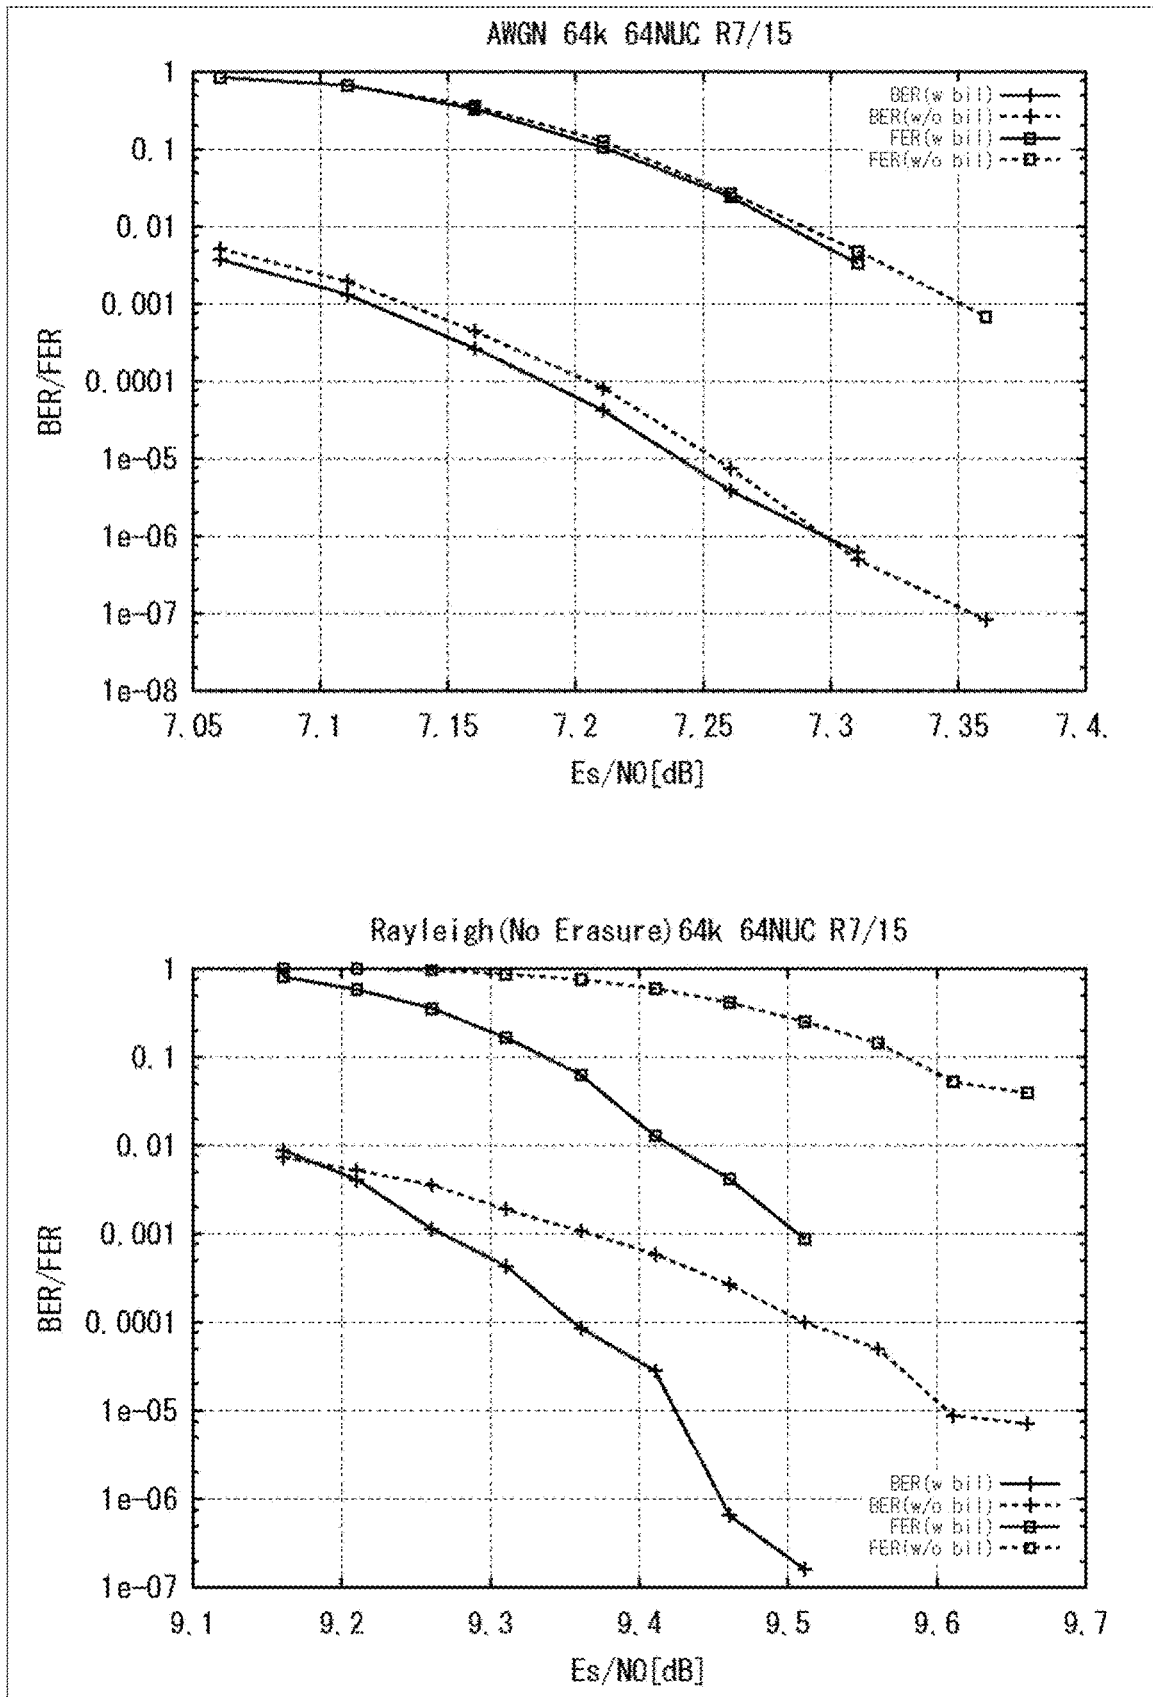 AWGN 64k 64NUC R7/15
BER/FER
1
0.1
0.01
0.001
0.0001
1e-05
1e-06
1e-07
1e-08
BER(w bil)
BER(w/o bil)
FER(w bil)
FER(w/o bil)
7.05 7.1 7.15 7.2 7.25 7.3 7.35 7.4.
Es/N0[dB]
Rayleigh(No Erasure)64k 64NUC R7/15
BER/FER
1
0.1
0.01
0.001
0.0001
1e-05
1e-06
1e-07
BER(w bil)
BER(w/o bil)
FER(w bil)
FER(w/o bil)
9.1 9.2 9.3 9.4 9.5 9.6 9.7
Es/N0[dB]